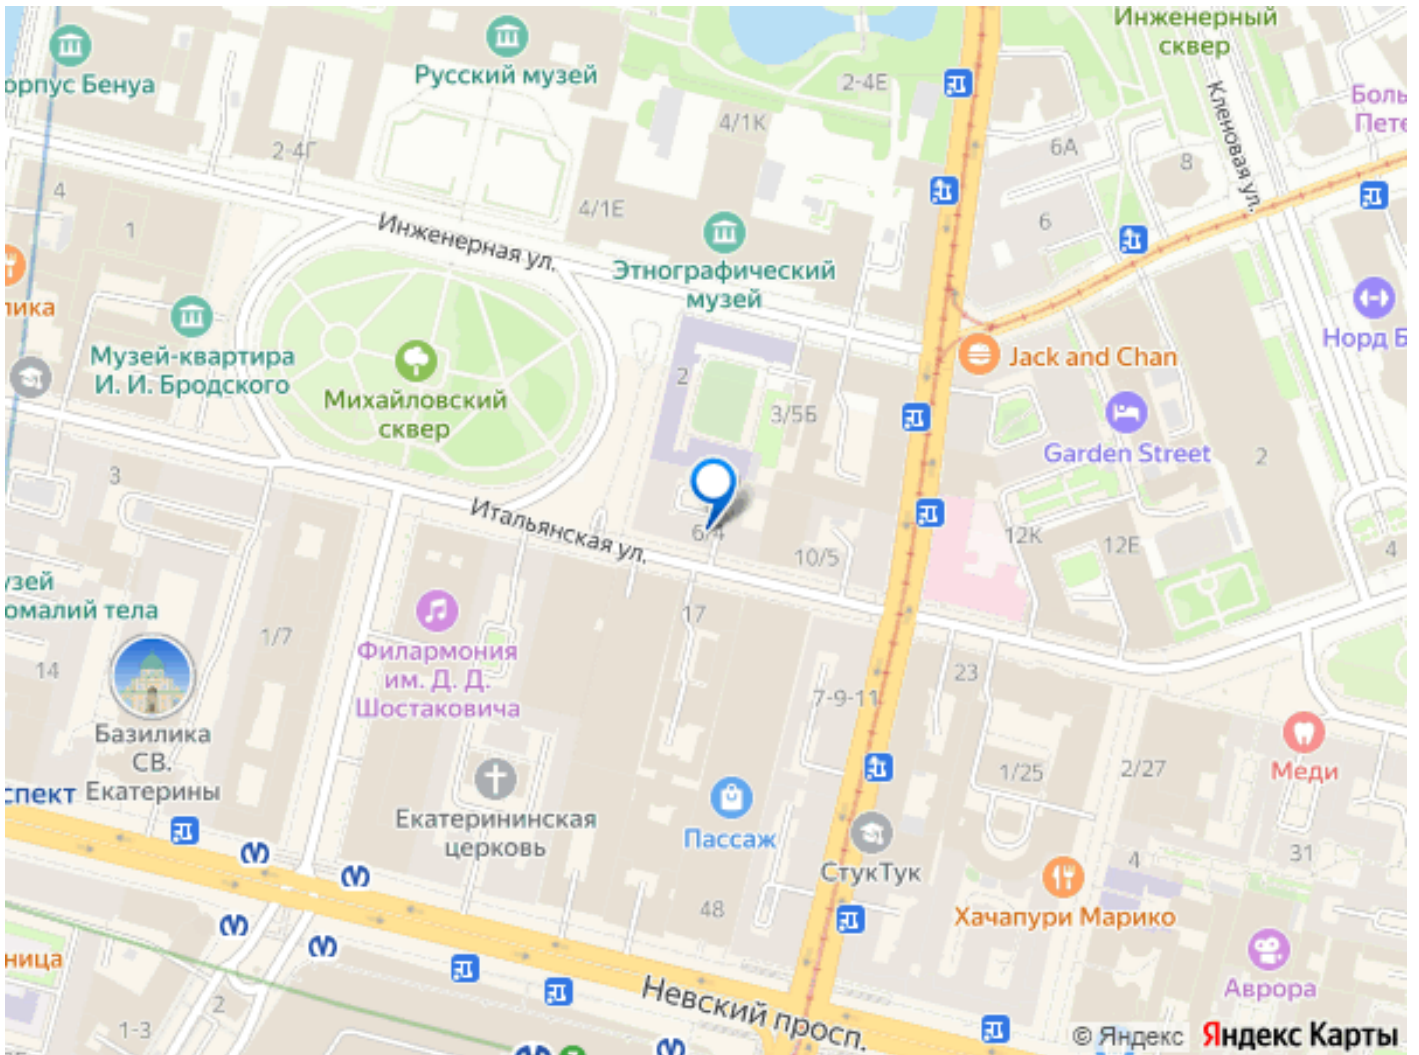 Инженерный
сквер
Русский музей
орпус Бенуа
2-4Е
Боль
Пете
4/1К
Кленовая ул.
6А
2-4Г
8
4
4/1Е
1
6
Инженерная ул.
Этнографический
музей
лика
Музей-квартира
И. И. Бродского
Норд Б
Jack and Chan
Михайловский
сквер
2
3/5Б
Garden Street
2
3
Итальянская ул.
6/4
10/5
12К
12Е
4
узей
омалий тела
1/7
17
Филармония
им. Д. Д.
Шостаковича
14
23
7-9-11
Базилика
СВ.
Екатерины
спект
1/25
2/27
Меди
Екатерининская
церковь
Пассаж
СтукТук
4
31
48
Хачапури Марико
ница
Аврора
Невский просп.
2
1-3
© Яндекс Яндекс Карты